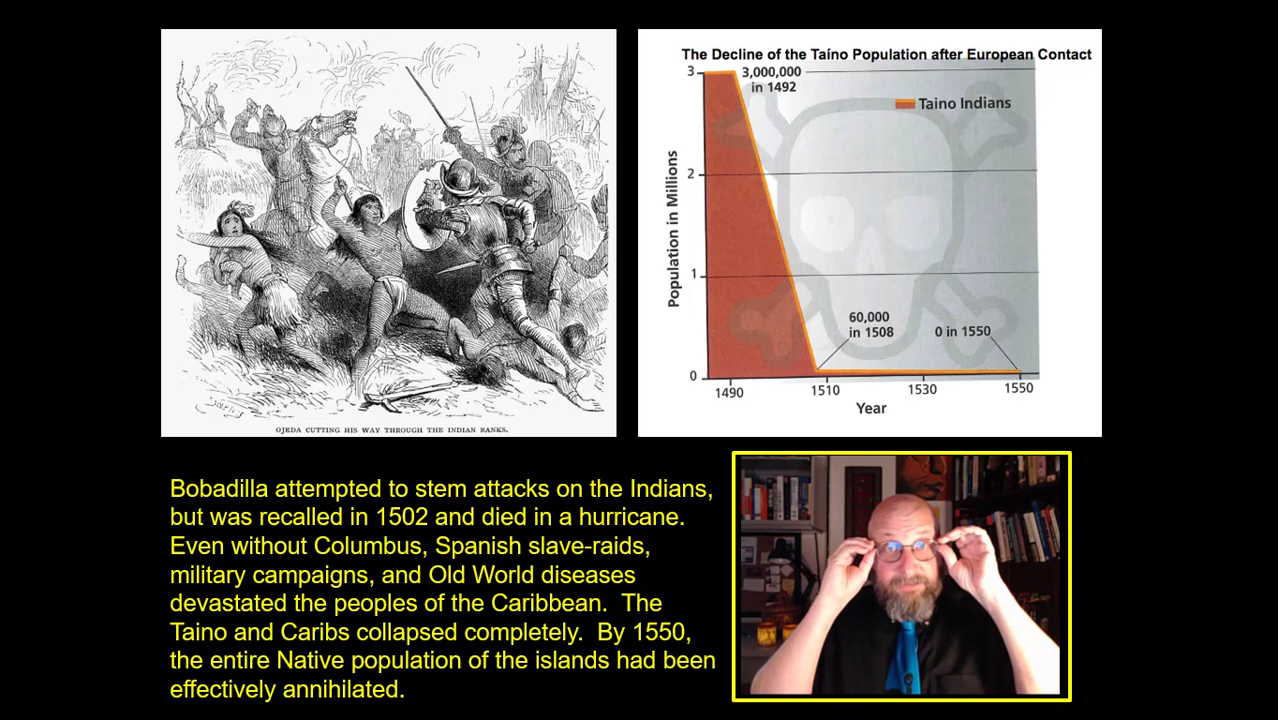 OJEDA CUTTING HIS WAY THROUGH THE INDIAN RANKS.
The Decline of the Taíno Population after European Contact
3
3,000,000
in 1492
Taino Indians
2
1
0
Population in Millions
60,000
in 1508
0 in 1550
1490
1510
1530
1550
Year
Bobadilla attempted to stem attacks on the Indians,
but was recalled in 1502 and died in a hurricane.
Even without Columbus, Spanish slave-raids,
military campaigns, and Old World diseases
devastated the peoples of the Caribbean.  The
Taino and Caribs collapsed completely.  By 1550,
the entire Native population of the islands had been
effectively annihilated.